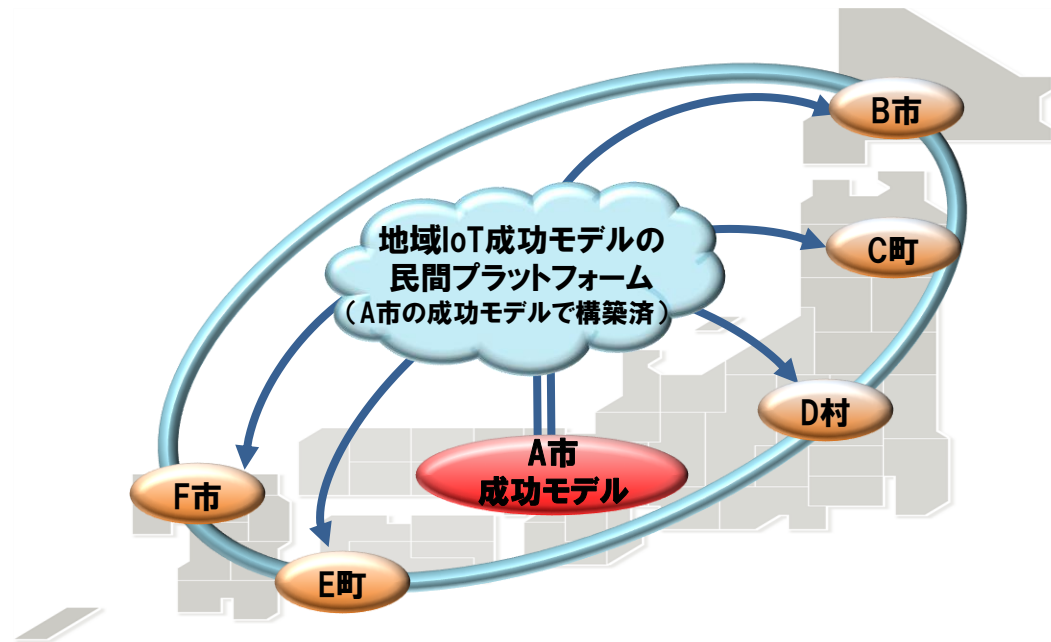 B市
地域IoT成功モデルの
民間プラットフォーム
（A市の成功モデルで構築済）
C町
D村
A市
成功モデル
F市
E町